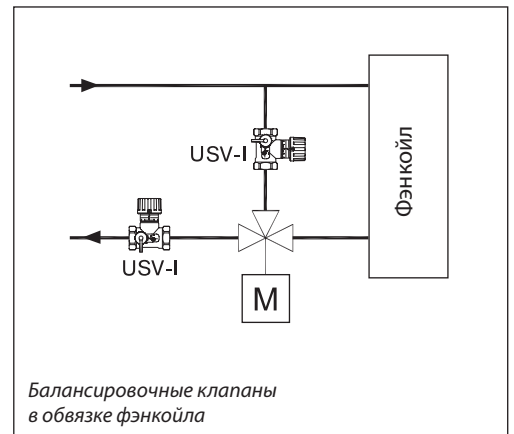 USV-I
Фэнкойл
USV-I
M
Балансировочные клапаны
в обвязке фэнкойла